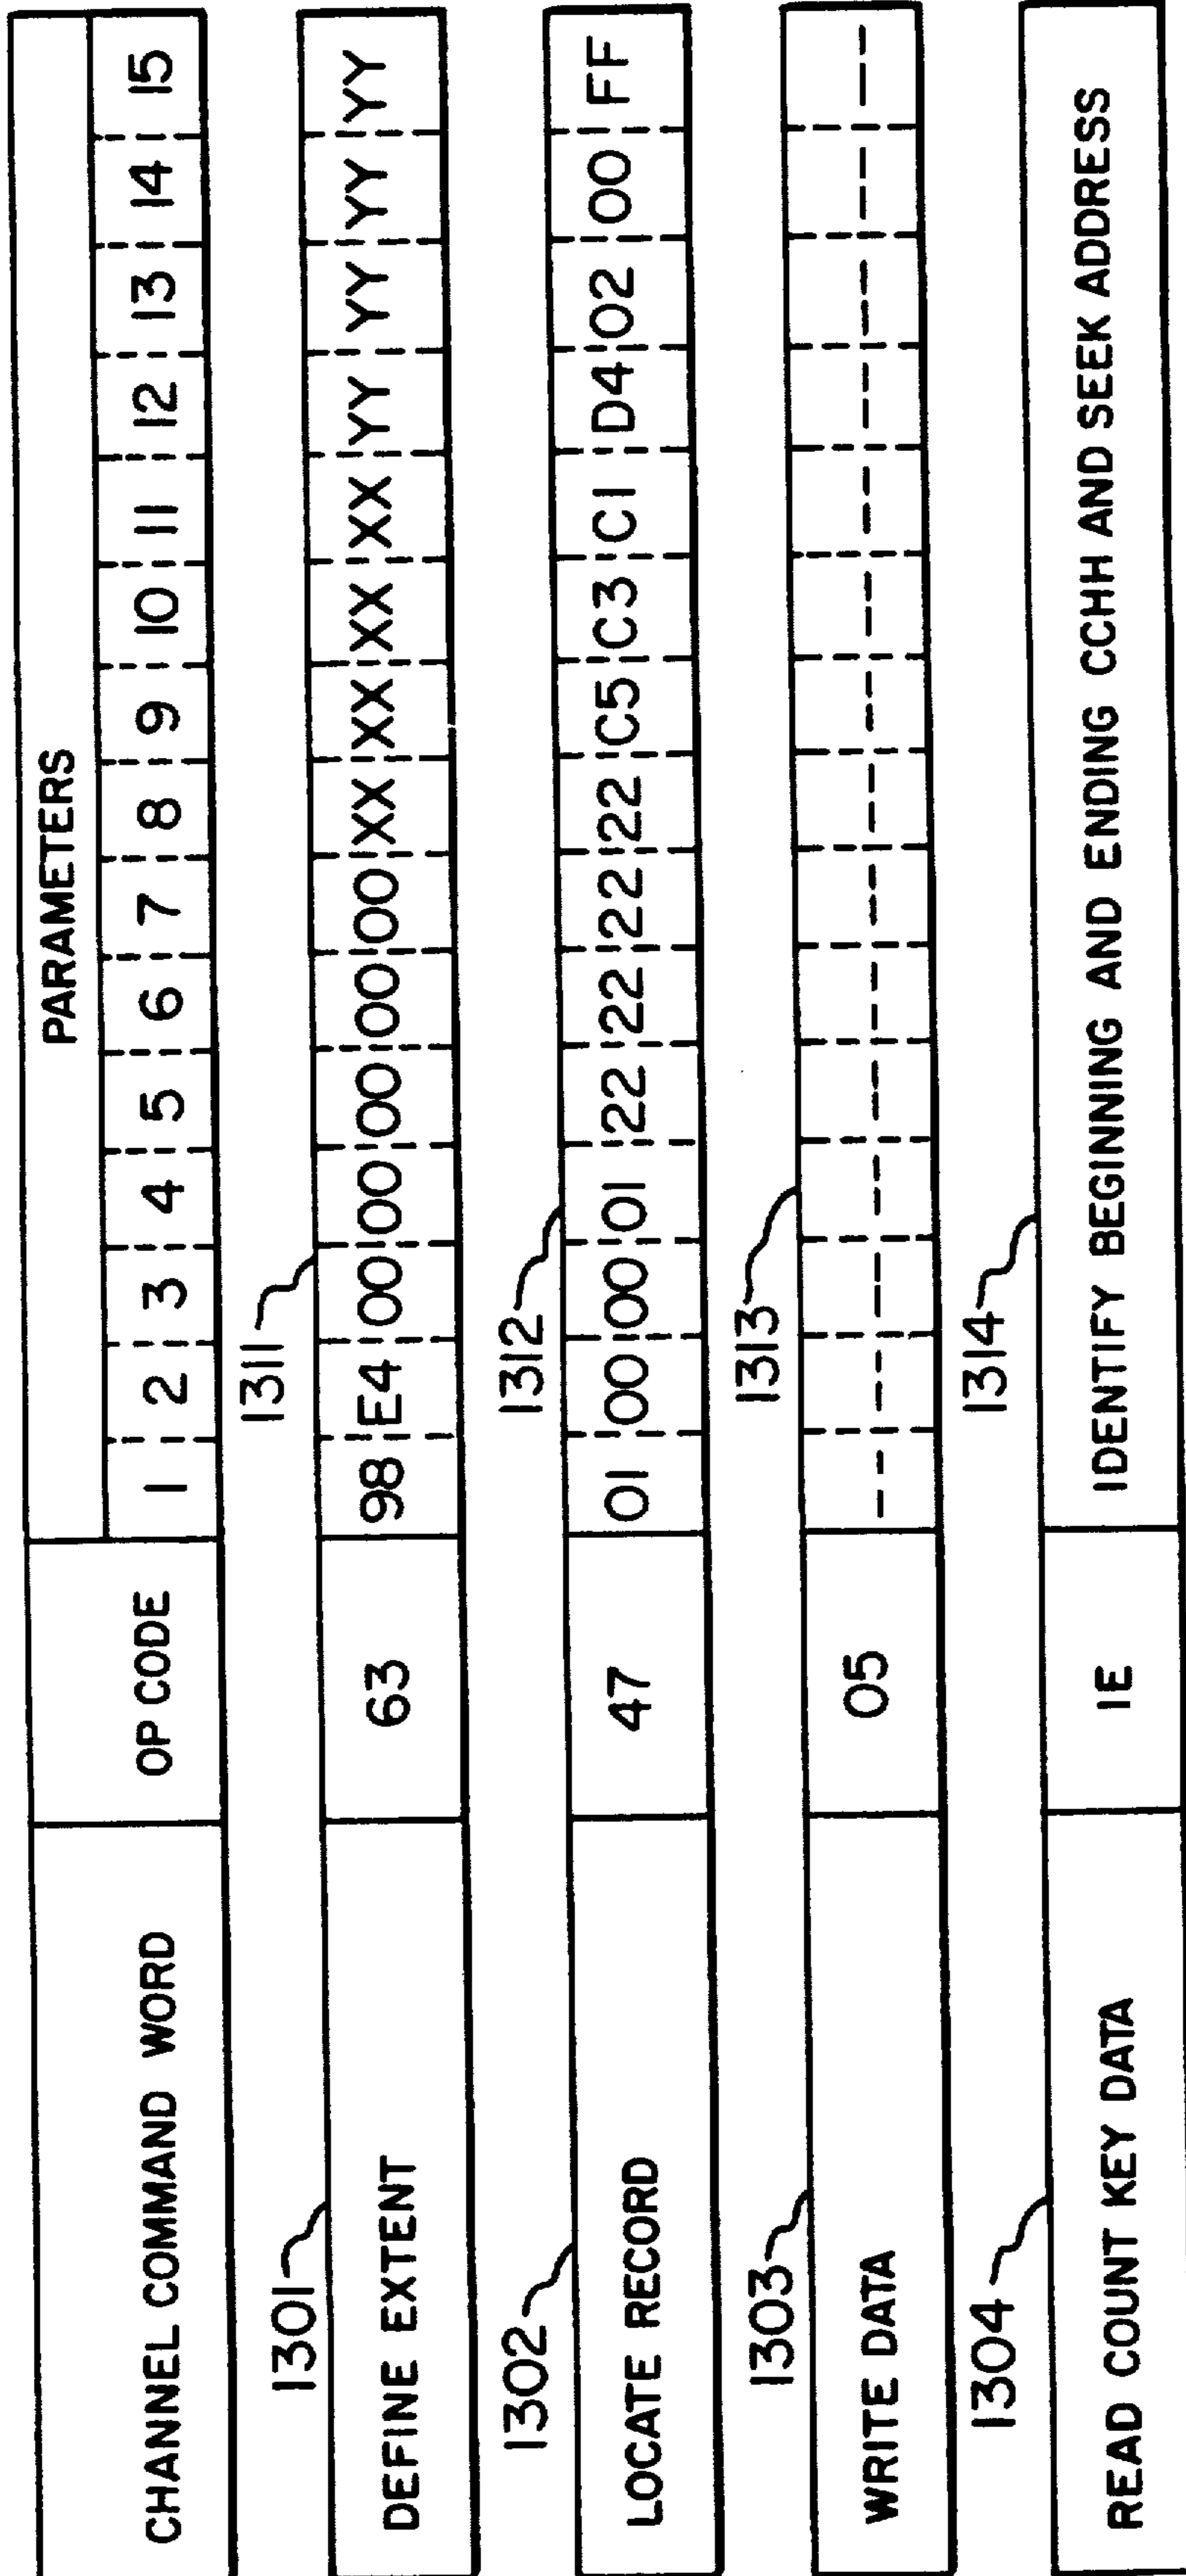 PARAMETERS
CHANNEL COMMAND WORD OP CODE 1 2 3 4 5 6 7 8 9 10 11 12 13 14 15
1301 1311
DEFINE EXTENT 63 98 E4 00 00 00 00 00 XX XX XX XX YY YY YY YY
1302 1312
LOCATE RECORD 47 01 00 00 01 22 22 22 22 C5 C3 C1 D4 02 00 FF
1303 1313
WRITE DATA 05 -- -- -- -- -- -- -- -- -- -- -- -- -- -- --
1304 1314
READ COUNT KEY DATA 1E IDENTIFY BEGINNING AND ENDING CCHH AND SEEK ADDRESS